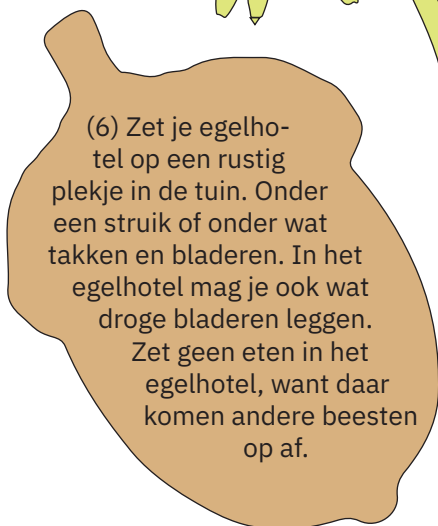 (6) Zet je egelho-
tel op een rustig
plekje in de tuin. Onder
een struik of onder wat
takken en bladeren. In het
egelhotel mag je ook wat
droge bladeren leggen.
Zet geen eten in het
egelhotel, want daar
komen andere beesten
op af.